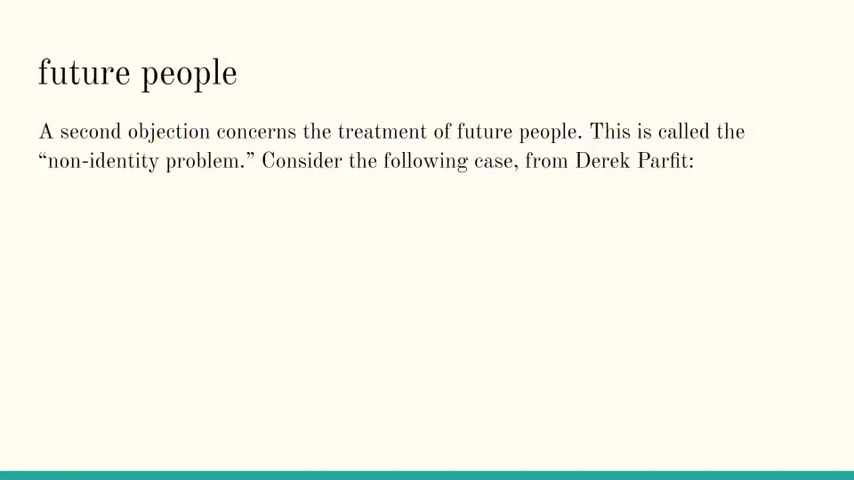 future people
A second objection concerns the treatment of future people. This is called the
“non-identity problem.” Consider the following case, from Derek Parfit: